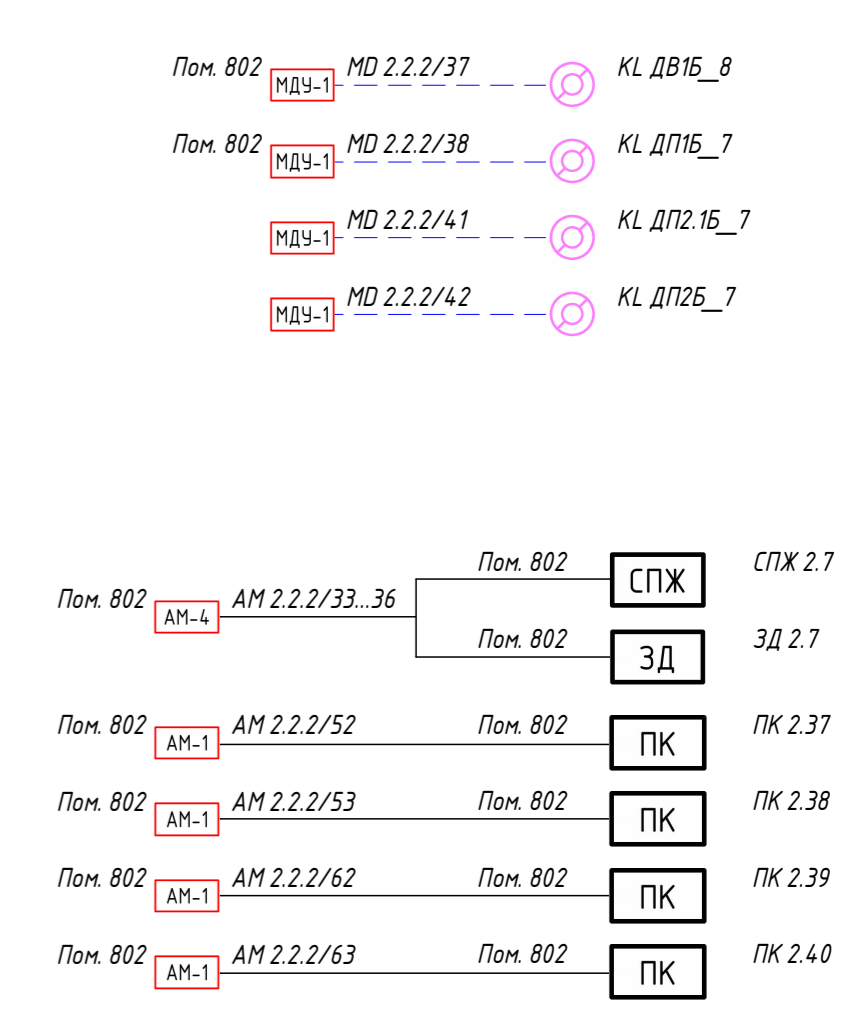 Пом. 802 МДУ-1 MD 2.2.2/37 KL ДВ1Б__8
Пом. 802 МДУ-1 MD 2.2.2/38 KL ДП1Б__7
МДУ-1 MD 2.2.2/41 KL ДП2.1Б__7
МДУ-1 MD 2.2.2/42 KL ДП2Б__7
Пом. 802 СПЖ СПЖ 2.7
Пом. 802 АМ-4 АМ 2.2.2/33...36
Пом. 802 ЗД ЗД 2.7
Пом. 802 АМ-1 АМ 2.2.2/52 Пом. 802 ПК ПК 2.37
Пом. 802 АМ-1 АМ 2.2.2/53 Пом. 802 ПК ПК 2.38
Пом. 802 АМ-1 АМ 2.2.2/62 Пом. 802 ПК ПК 2.39
Пом. 802 АМ-1 АМ 2.2.2/63 Пом. 802 ПК ПК 2.40